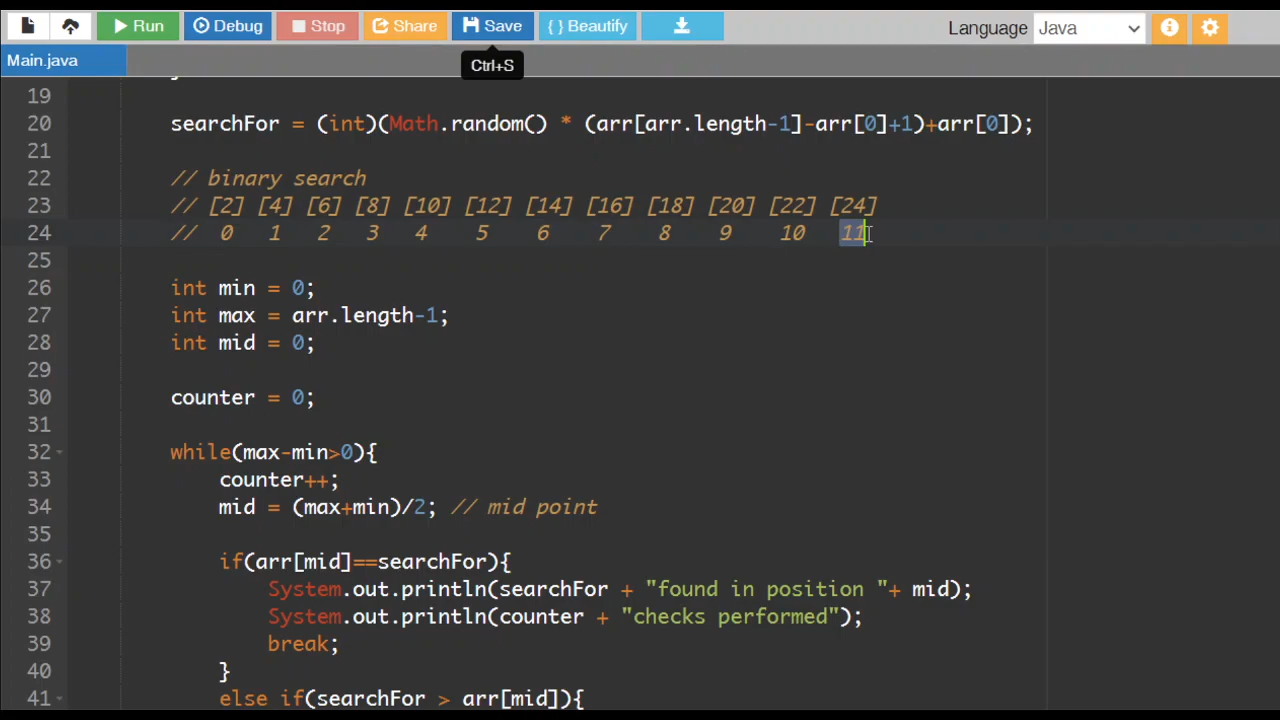 Run Debug Stop Share Save { } Beautify Language Java
Main.java
Ctrl+S
19
20 searchFor = (int)(Math.random() * (arr[arr.length-1]-arr[0]+1)+arr[0]);
21
22 // binary search
23 // [2] [4] [6] [8] [10] [12] [14] [16] [18] [20] [22] [24]
24 // 0 1 2 3 4 5 6 7 8 9 10 11
25
26 int min = 0;
27 int max = arr.length-1;
28 int mid = 0;
29
30 counter = 0;
31
32 while(max-min>0){
33 counter++;
34 mid = (max+min)/2; // mid point
35
36 if(arr[mid]==searchFor){
37 System.out.println(searchFor + "found in position "+ mid);
38 System.out.println(counter + "checks performed");
39 break;
40 }
41 else if(searchFor > arr[mid]){